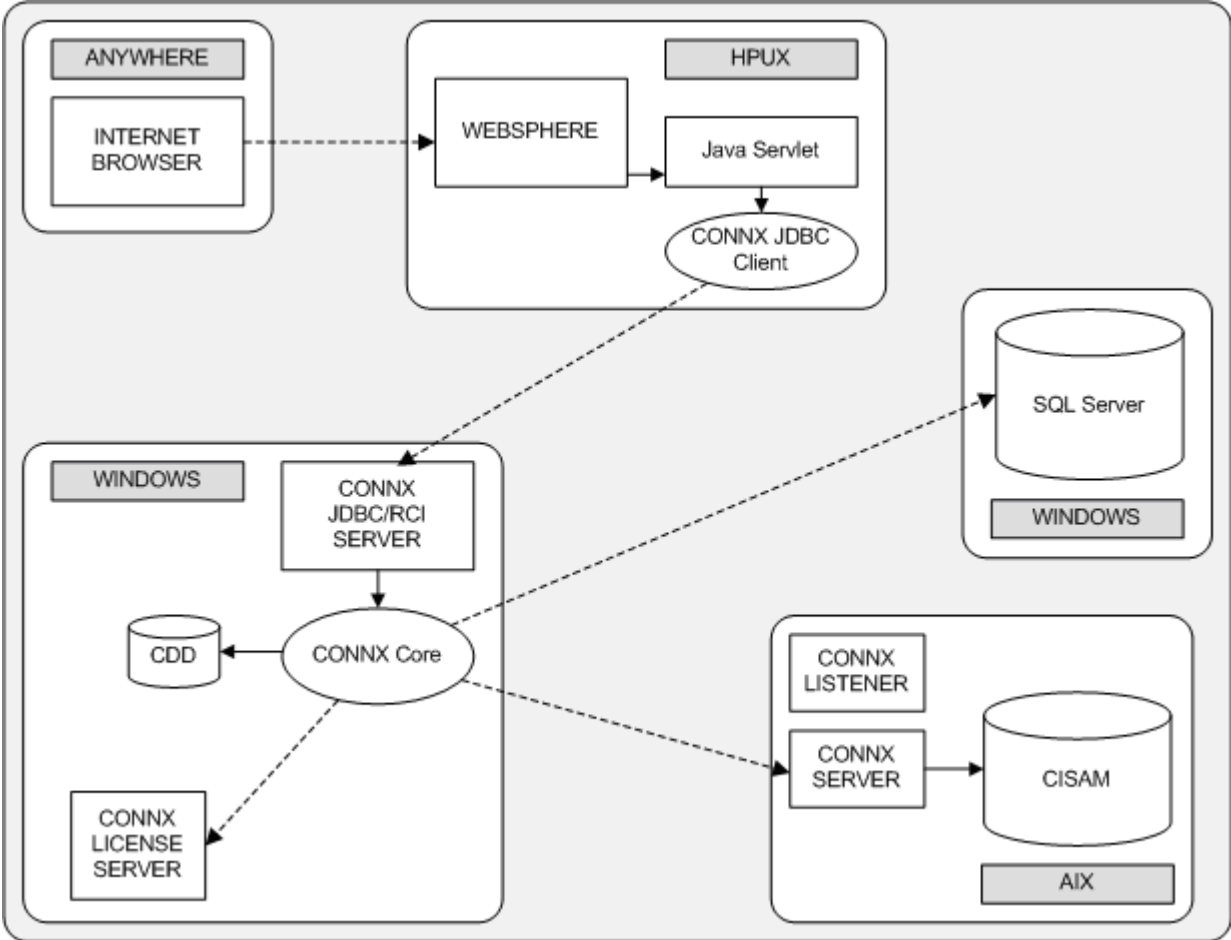 ANYWHERE
INTERNET
BROWSER
HPUX
WEBSPHERE
Java Servlet
CONNX JDBC
Client
SQL Server
WINDOWS
WINDOWS
CONNX
JDBC/RCI
SERVER
CDD
CONNX Core
CONNX
LICENSE
SERVER
CONNX
LISTENER
CONNX
SERVER
CISAM
AIX